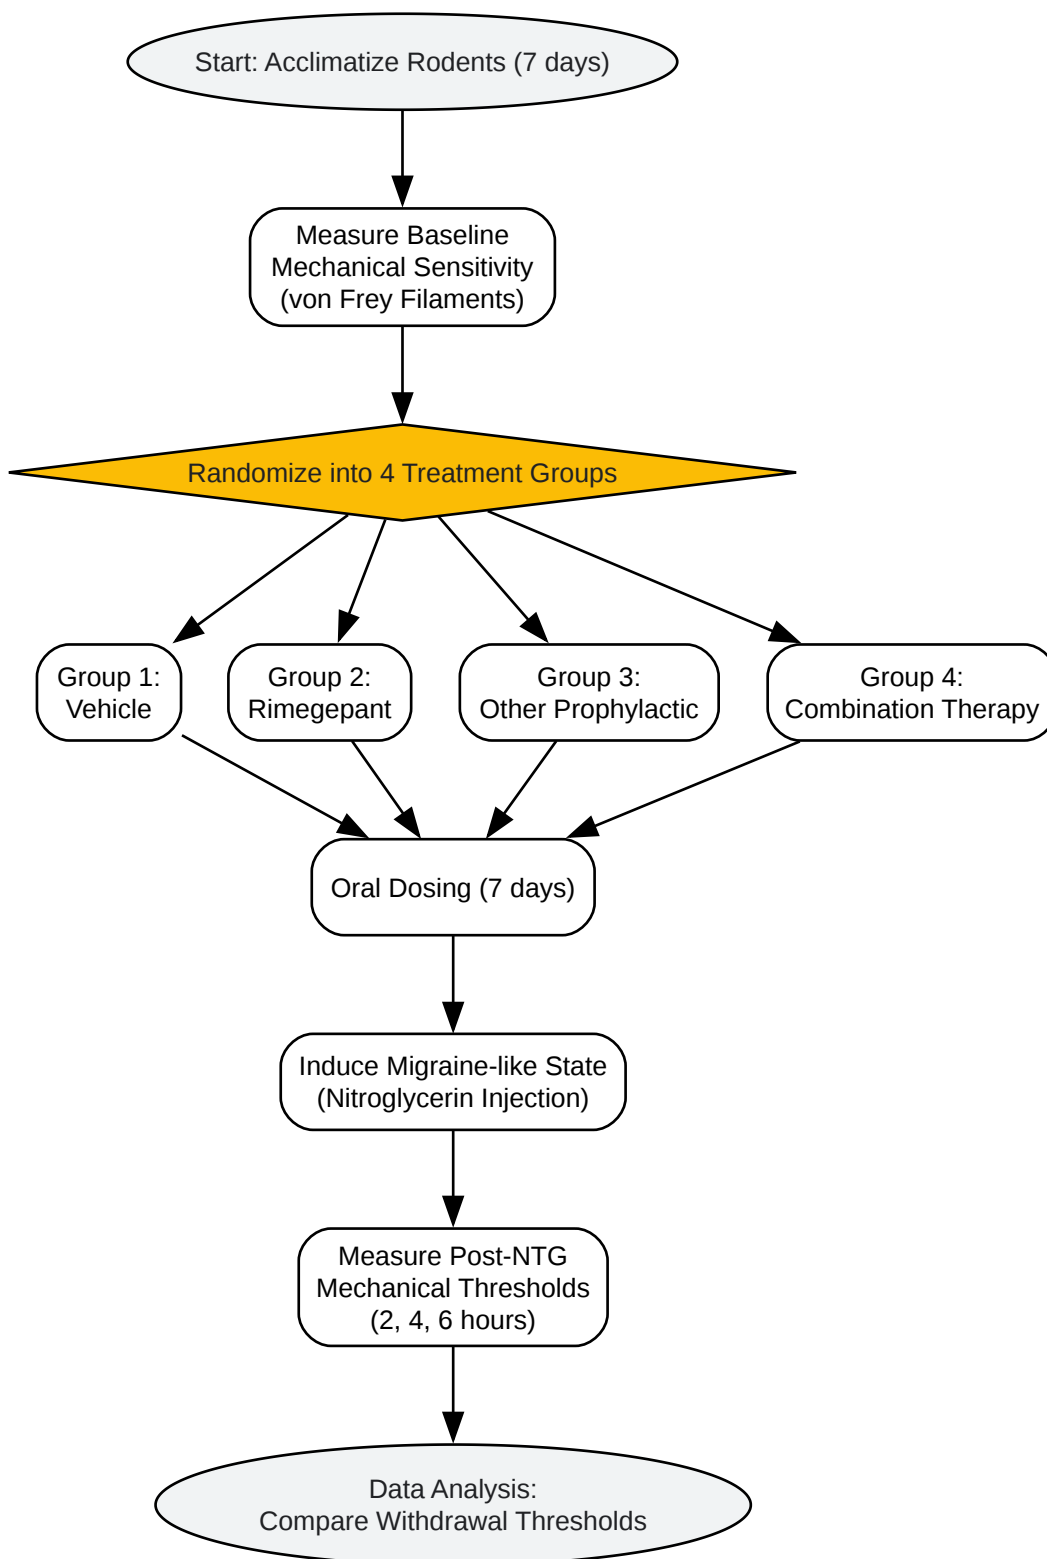 Start: Acclimatize Rodents (7 days)
Measure Baseline
Mechanical Sensitivity
(von Frey Filaments)
Randomize into 4 Treatment Groups
Group 1:
Vehicle
Group 2:
Rimegepant
Group 3:
Other Prophylactic
Group 4:
Combination Therapy
Oral Dosing (7 days)
Induce Migraine-like State
(Nitroglycerin Injection)
Measure Post-NTG
Mechanical Thresholds
(2, 4, 6 hours)
Data Analysis:
Compare Withdrawal Thresholds